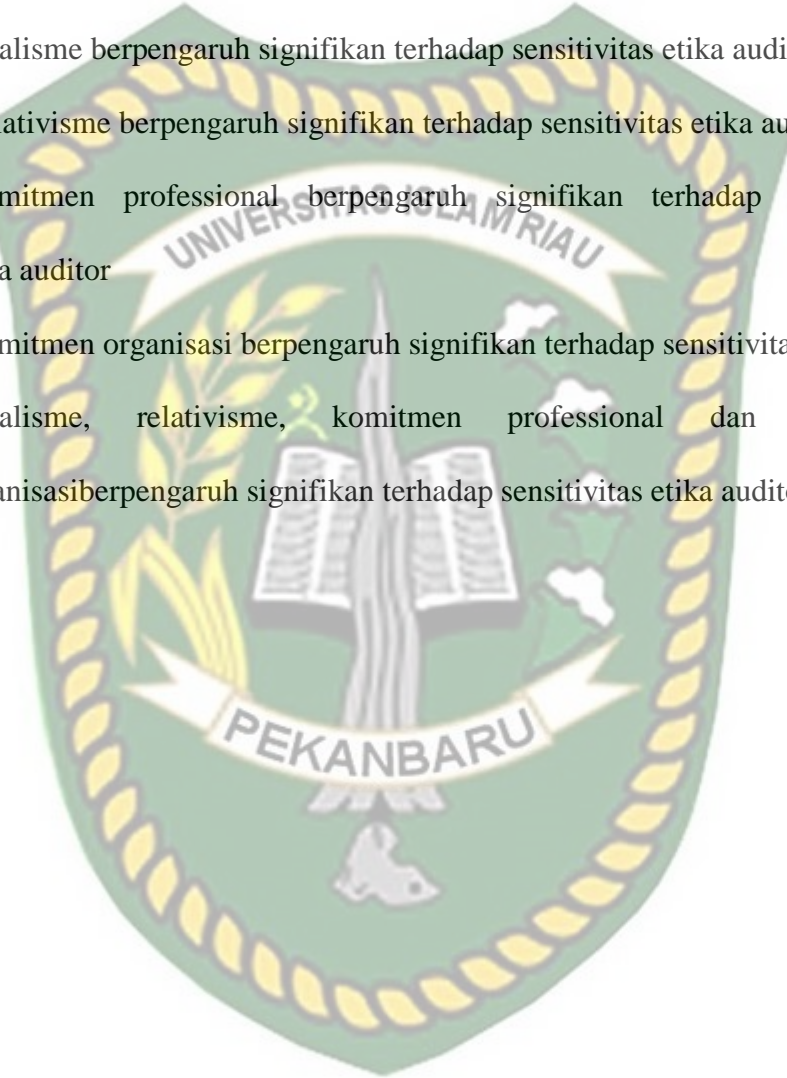 alisme berpengaruh signifikan terhadap sensitivitas etika audi
lativisme berpengaruh signifikan terhadap sensitivitas etika au
mitmen professional berpengaruh signifikan terhadap
UNIVERSITAS ISLAM RIAU
a auditor
mitmen organisasi berpengaruh signifikan terhadap sensitivita
alisme, relativisme, komitmen professional dan
anisasiberpengaruh signifikan terhadap sensitivitas etika audito
PEKANBARU